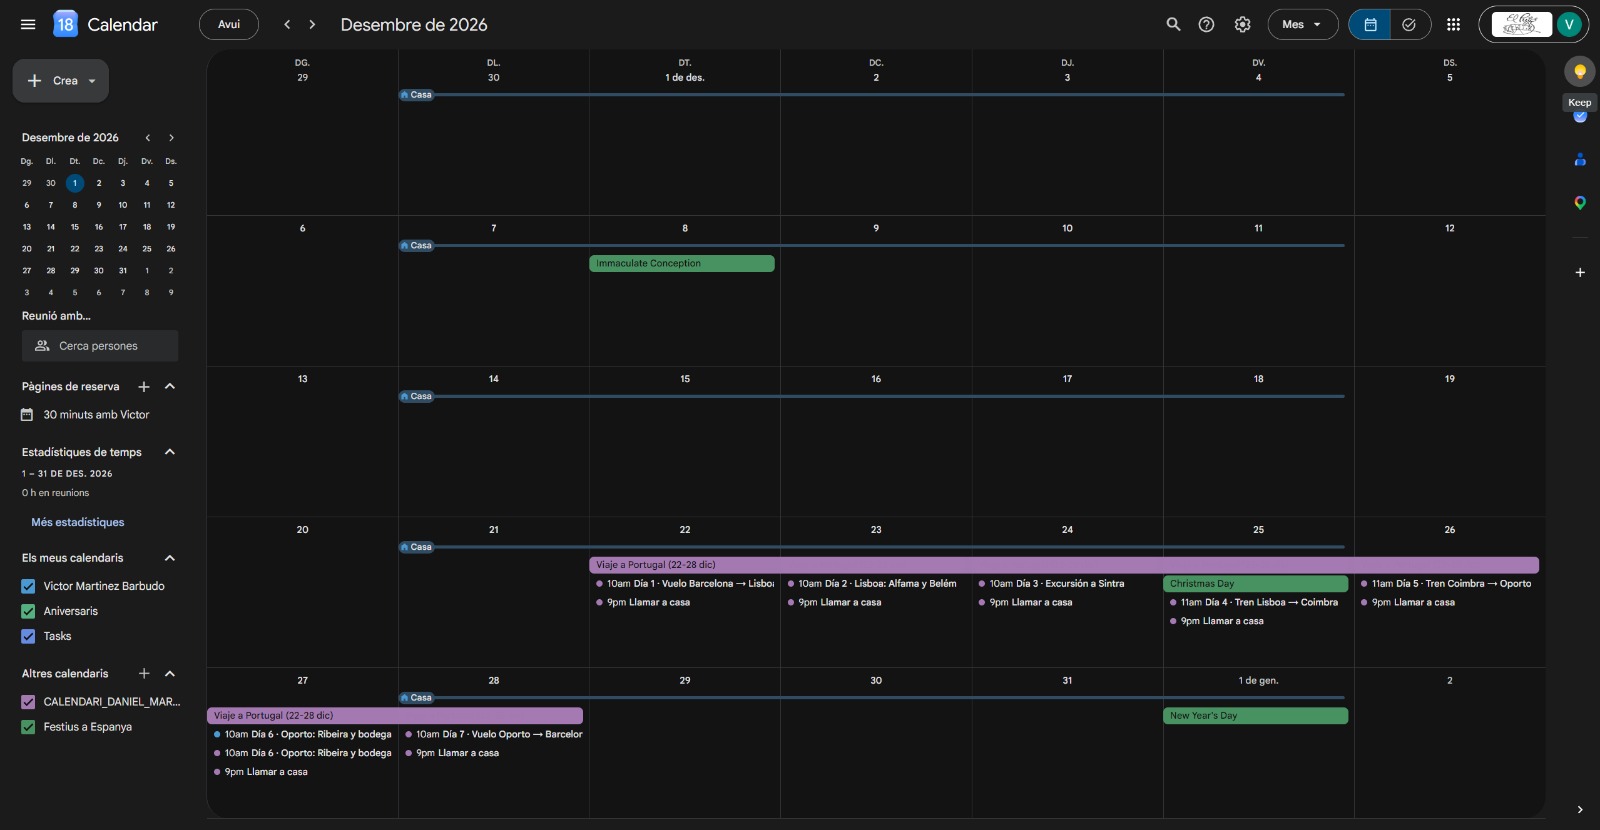 18 Calendar
Avui
Desembre de 2026
Mes
V
Crea
Keep
Desembre de 2026
Dg. Dl. Dt. Dc. Dj. Dv. Ds.
29 30 1 2 3 4 5
6 7 8 9 10 11 12
13 14 15 16 17 18 19
20 21 22 23 24 25 26
27 28 29 30 31 1 2
3 4 5 6 7 8 9
Reunió amb...
Cerca persones
Pàgines de reserva
30 minuts amb Victor
Estadístiques de temps
1 – 31 DE DES. 2026
0 h en reunions
Més estadístiques
Els meus calendaris
Victor Martinez Barbudo
Aniversaris
Tasks
Altres calendaris
CALENDARI_DANIEL_MAR...
Festius a Espanya
DG. DL. DT. DC. DJ. DV. DS.
29 30 1 de des. 2 3 4 5
Casa
6 7 8 9 10 11 12
Casa
Immaculate Conception
13 14 15 16 17 18 19
Casa
20 21 22 23 24 25 26
Casa
Viaje a Portugal (22-28 dic)
10am Día 1 · Vuelo Barcelona → Lisboa 10am Día 2 · Lisboa: Alfama y Belém 10am Día 3 · Excursión a Sintra Christmas Day 11am Día 5 · Tren Coimbra → Oporto
9pm Llamar a casa 9pm Llamar a casa 9pm Llamar a casa 11am Día 4 · Tren Lisboa → Coimbra 9pm Llamar a casa
9pm Llamar a casa
27 28 29 30 31 1 de gen. 2
Casa
Viaje a Portugal (22-28 dic) New Year's Day
10am Día 6 · Oporto: Ribeira y bodega 10am Día 7 · Vuelo Oporto → Barcelor
10am Día 6 · Oporto: Ribeira y bodega 9pm Llamar a casa
9pm Llamar a casa